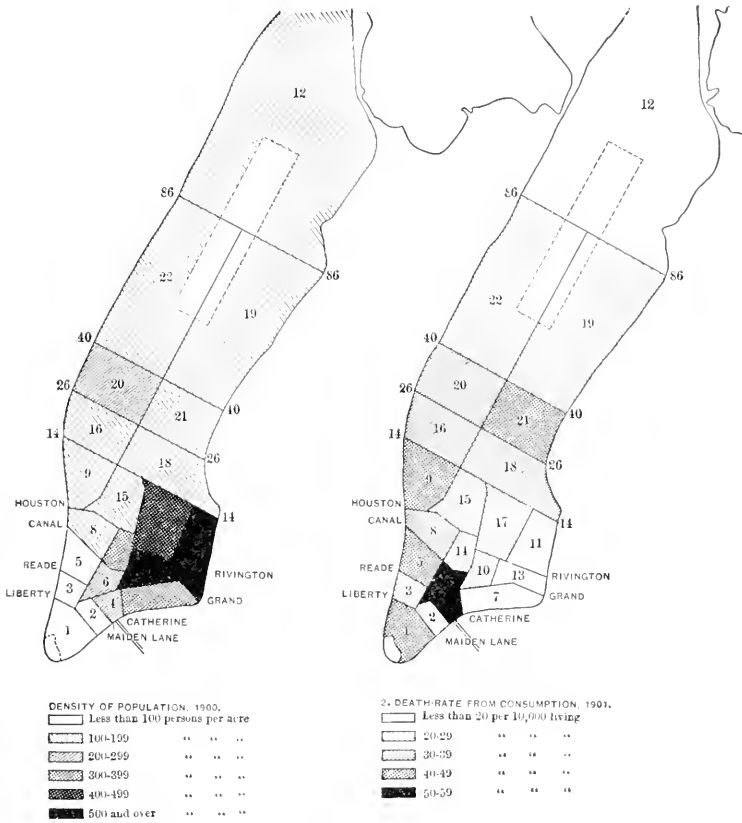 12
86
22
19
86
40
20
21
40
26
16
18
26
14
9
15
14
HOUSTON
CANAL
8
READE
5
6
RIVINGTON
LIBERTY
3
GRAND
2
4
CATHERINE
1
MAIDEN LANE
DENSITY OF POPULATION, 1900.
Less than 100 persons per acre
100-199 " " "
200-299 " " "
300-399 " " "
400-499 " " "
500 and over " " "
12
86
86
22
19
40
20
21
40
26
16
18
26
14
9
15
17
14
HOUSTON
CANAL
8
11
14
READE
5
10
13
RIVINGTON
LIBERTY
3
7
GRAND
2
CATHERINE
1
MAIDEN LANE
2. DEATH-RATE FROM CONSUMPTION, 1901.
Less than 20 per 10,000 living
20-29 " " "
30-39 " " "
40-49 " " "
50-59 " " "